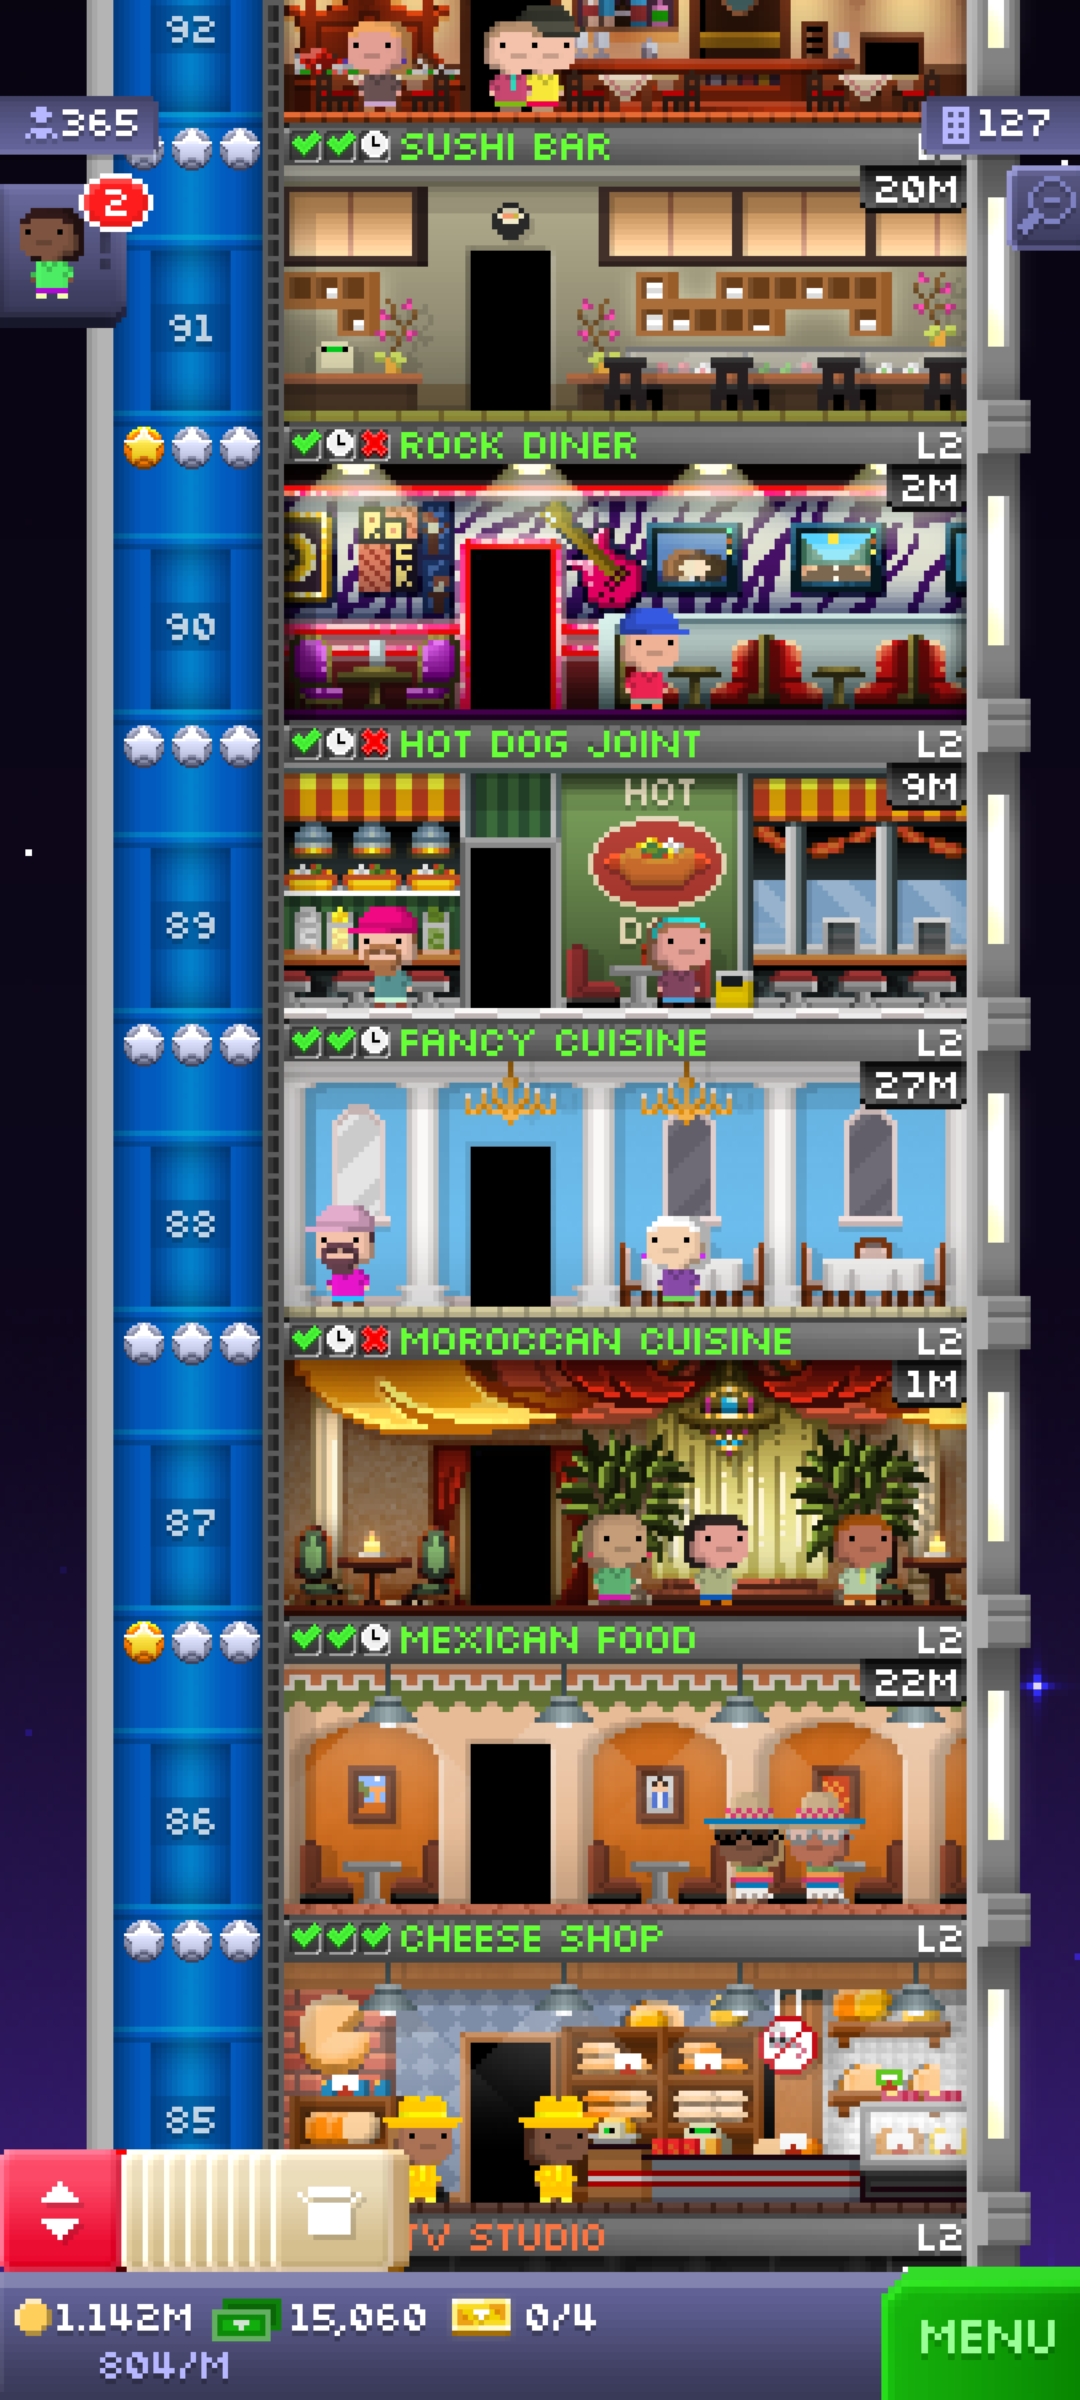 92
365
127
SUSHI BAR
20M
2
91
ROCK DINER L2
2M
ROCK
90
HOT DOG JOINT L2
9M
HOT
89
FANCY CUISINE L2
27M
88
MOROCCAN CUISINE L2
1M
87
MEXICAN FOOD L2
22M
86
CHEESE SHOP L2
85
TV STUDIO L2
1.142M 15,060 0/4
804/M
MENU